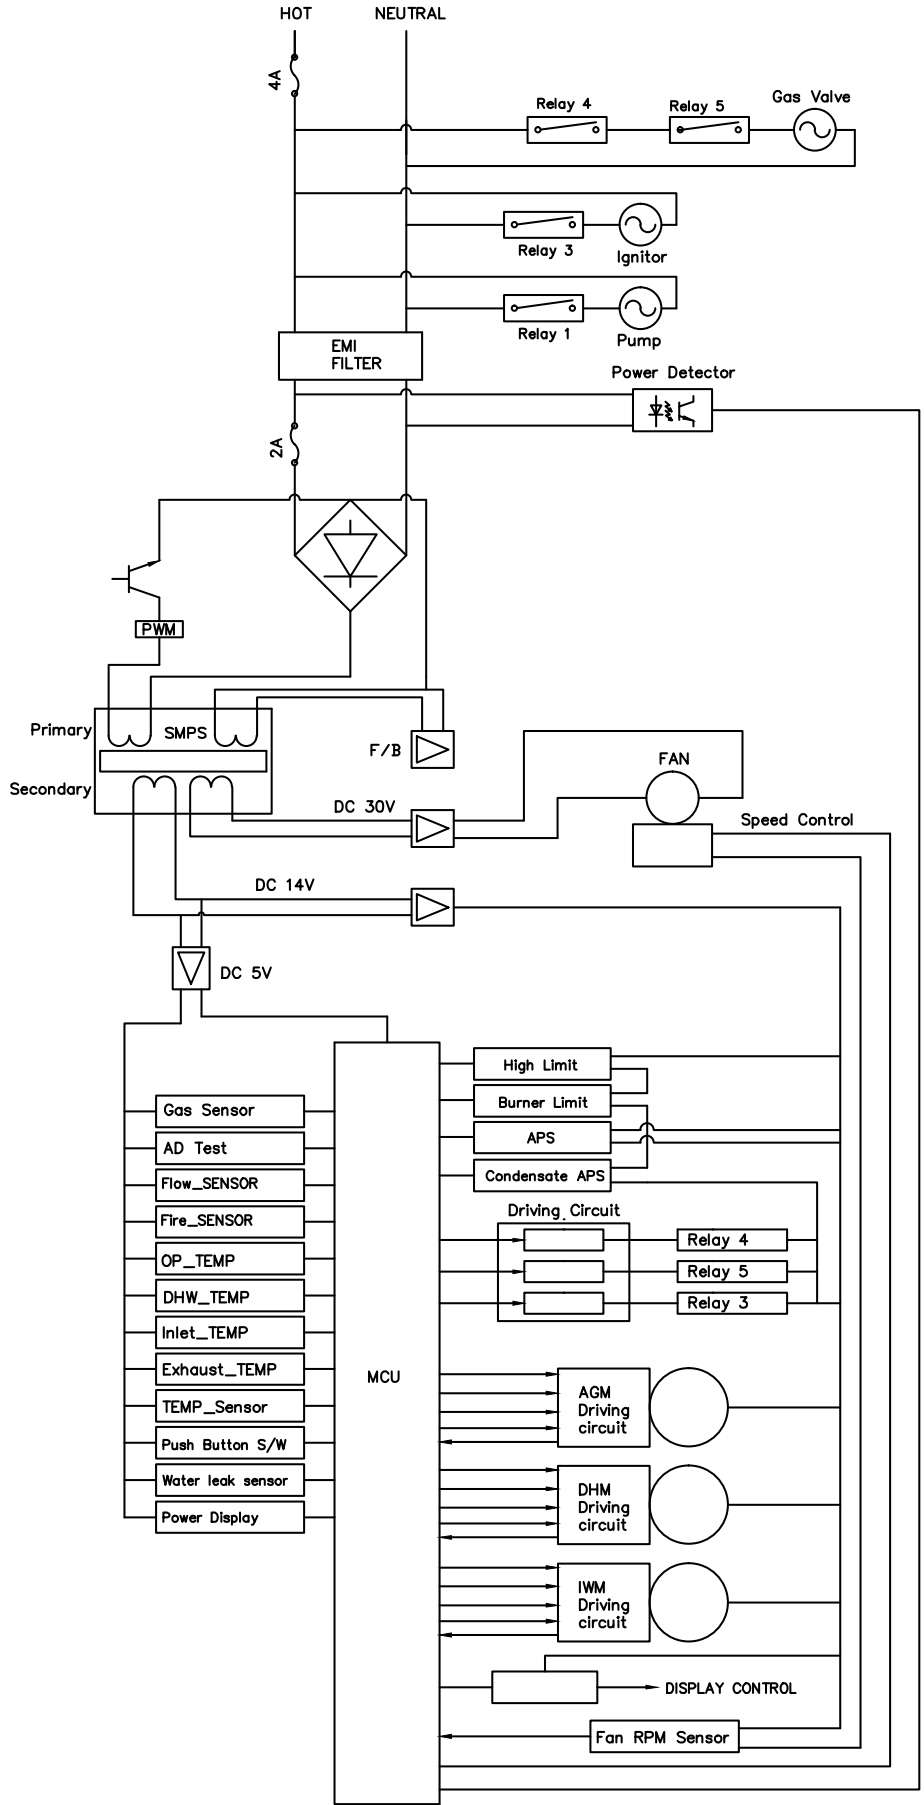 HOT
NEUTRAL
4A
Relay 4
Relay 5
Gas Valve
Relay 3
Ignitor
Relay 1
Pump
EMI
FILTER
Power Detector
2A
PWM
Primary
SMPS
F/B
Secondary
DC 30V
FAN
Speed Control
DC 14V
DC 5V
High Limit
Burner Limit
APS
Condensate APS
Driving Circuit
Relay 4
Relay 5
Relay 3
Gas Sensor
AD Test
Flow_SENSOR
Fire_SENSOR
OP_TEMP
DHW_TEMP
Inlet_TEMP
Exhaust_TEMP
TEMP_Sensor
Push Button S/W
Water leak sensor
Power Display
MCU
AGM
Driving
circuit
DHM
Driving
circuit
IWM
Driving
circuit
DISPLAY CONTROL
Fan RPM Sensor